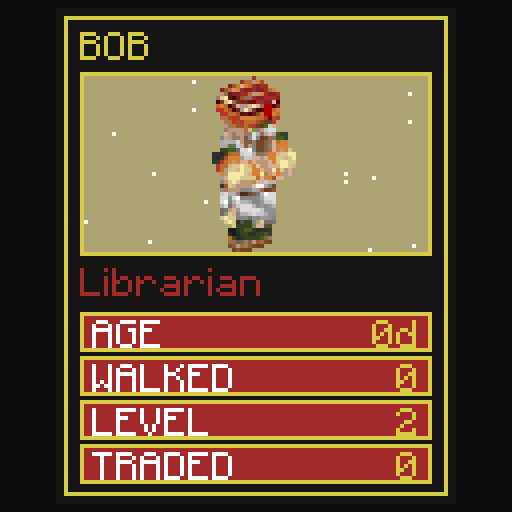 BOB
Librarian
AGE 0d
WALKED 0
LEVEL 2
TRADED 0